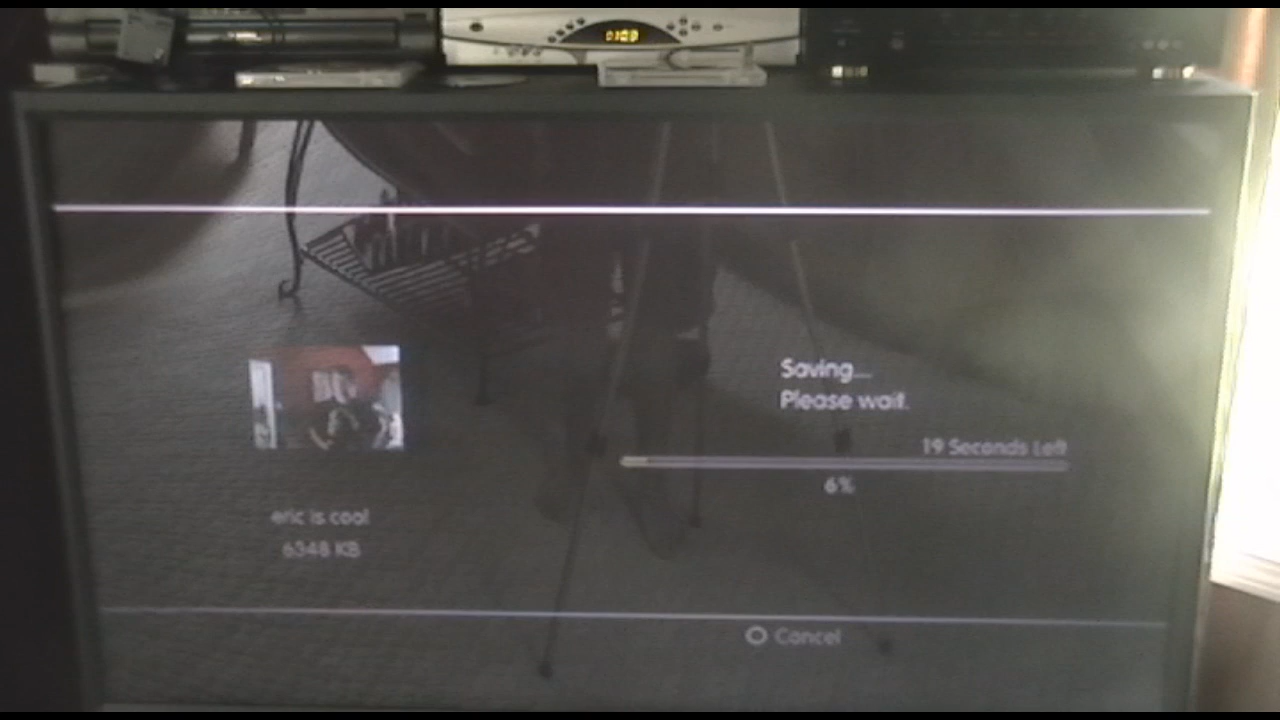 Saving...
Please wait.
19 Seconds Left
6%
eric is cool
6348 KB
Cancel